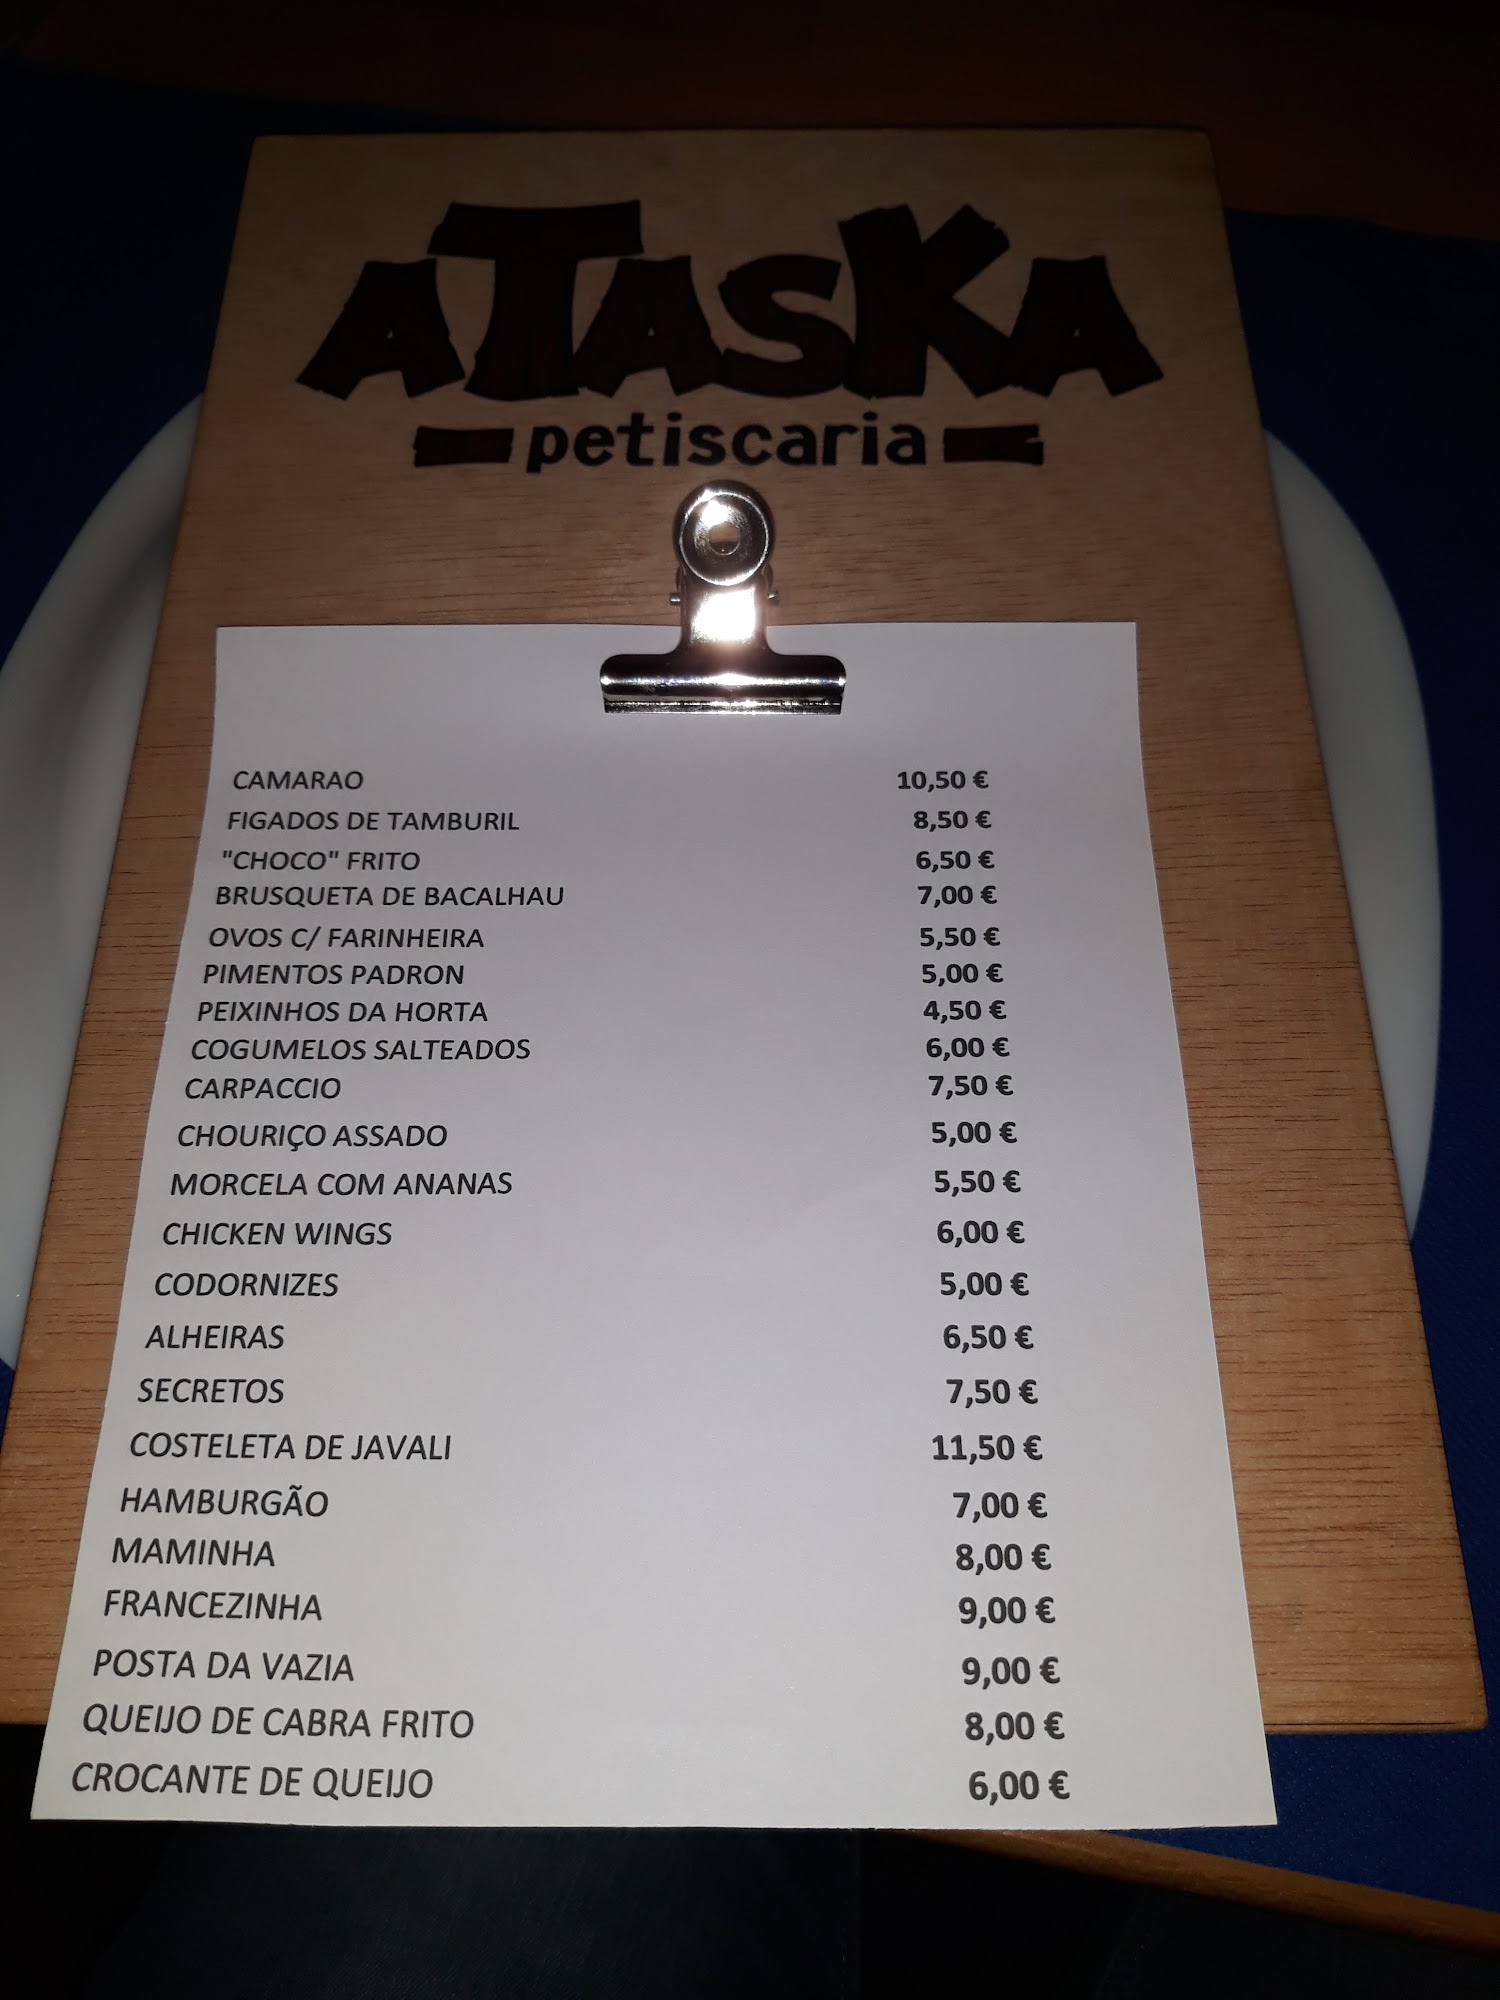 ATASKA
petiscaria
CAMARAO 10,50 €
FIGADOS DE TAMBURIL 8,50 €
"CHOCO" FRITO 6,50 €
BRUSQUETA DE BACALHAU 7,00 €
OVOS C/ FARINHEIRA 5,50 €
PIMENTOS PADRON 5,00 €
PEIXINHOS DA HORTA 4,50 €
COGUMELOS SALTEADOS 6,00 €
CARPACCIO 7,50 €
CHOURIÇO ASSADO 5,00 €
MORCELA COM ANANAS 5,50 €
CHICKEN WINGS 6,00 €
CODORNIZES 5,00 €
ALHEIRAS 6,50 €
SECRETOS 7,50 €
COSTELETA DE JAVALI 11,50 €
HAMBURGÃO 7,00 €
MAMINHA 8,00 €
FRANCEZINHA 9,00 €
POSTA DA VAZIA 9,00 €
QUEIJO DE CABRA FRITO 8,00 €
CROCANTE DE QUEIJO 6,00 €